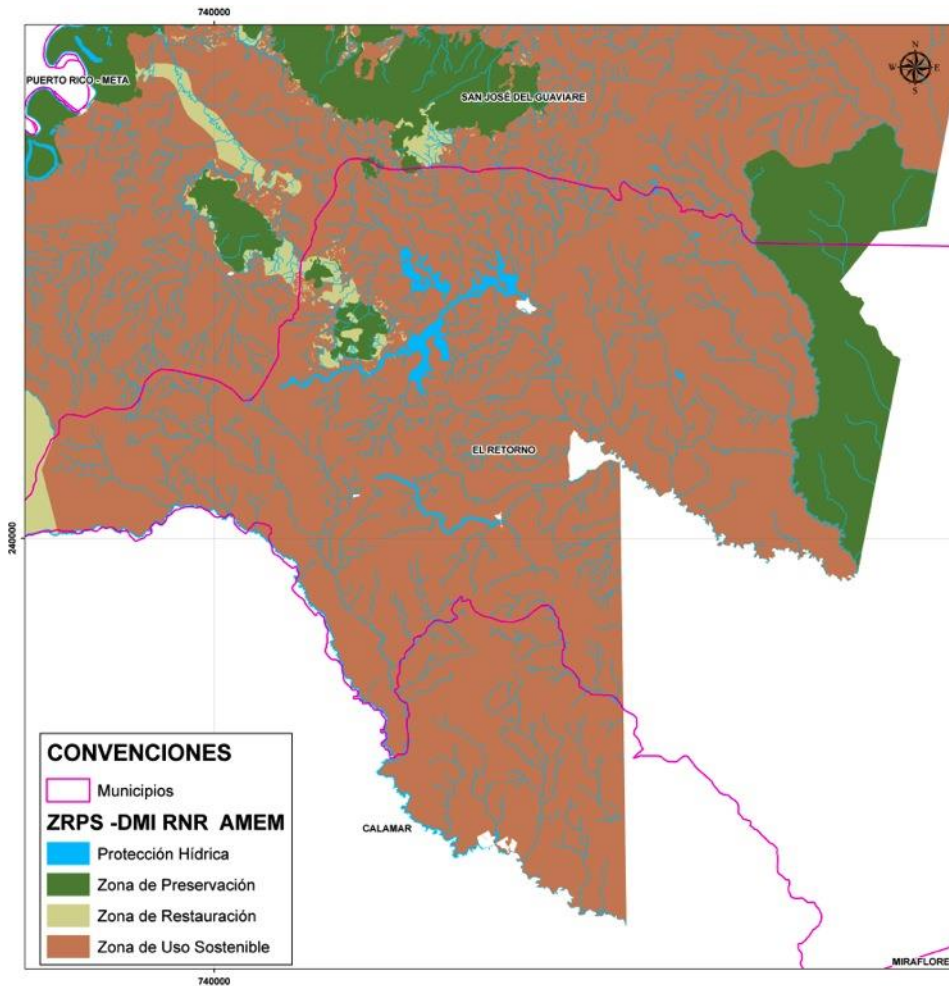 740000
N
W E
S
PUERTO RICO - META
SAN JOSÉ DEL GUAVIARE
EL RETORNO
240000
240000
CONVENCIONES
Municipios
ZRPS -DMI RNR AMEM
Protección Hídrica
Zona de Preservación
Zona de Restauración
Zona de Uso Sostenible
CALAMAR
MIRAFLORE
740000